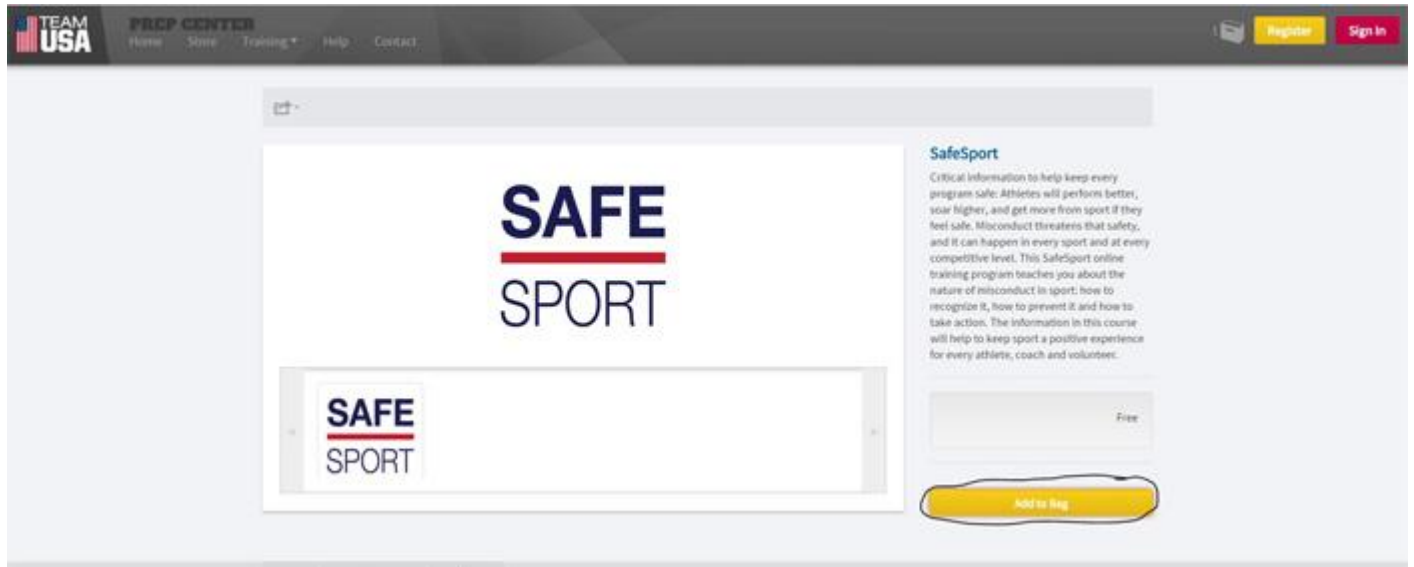 TEAM
USA
PREP CENTER
Home Store Training Help Contact
1
Register
Sign In
SAFE
SPORT
SAFE
SPORT
SafeSport
Critical information to help keep every
program safe: Athletes will perform better,
soar higher, and get more from sport if they
feel safe. Misconduct threatens that safety,
and it can happen in every sport and at every
competitive level. This SafeSport online
training program teaches you about the
nature of misconduct in sport: how to
recognize it, how to prevent it and how to
take action. The information in this course
will help to keep sport a positive experience
for every athlete, coach and volunteer.
Free
Add to Bag